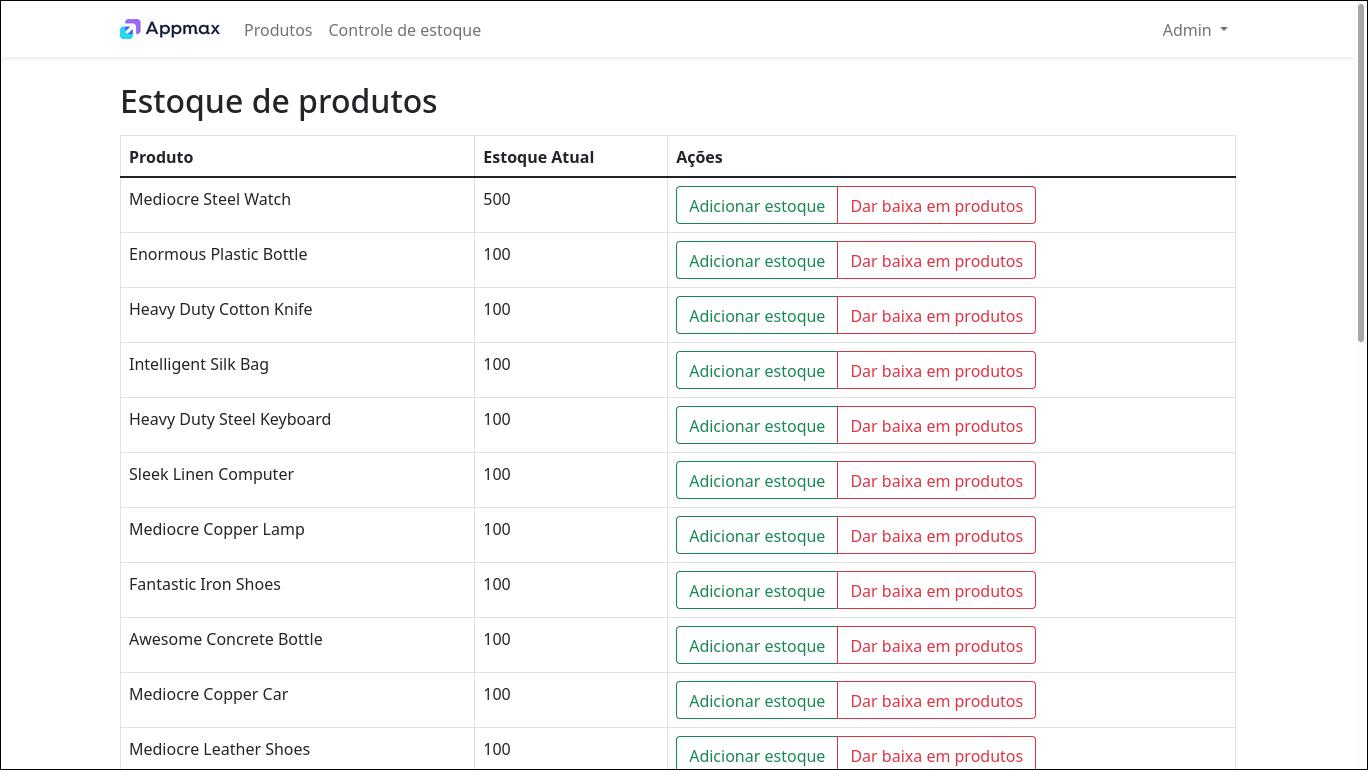 Appmax Produtos Controle de estoque Admin
Estoque de produtos
Produto Estoque Atual Ações
Mediocre Steel Watch 500 Adicionar estoque Dar baixa em produtos
Enormous Plastic Bottle 100 Adicionar estoque Dar baixa em produtos
Heavy Duty Cotton Knife 100 Adicionar estoque Dar baixa em produtos
Intelligent Silk Bag 100 Adicionar estoque Dar baixa em produtos
Heavy Duty Steel Keyboard 100 Adicionar estoque Dar baixa em produtos
Sleek Linen Computer 100 Adicionar estoque Dar baixa em produtos
Mediocre Copper Lamp 100 Adicionar estoque Dar baixa em produtos
Fantastic Iron Shoes 100 Adicionar estoque Dar baixa em produtos
Awesome Concrete Bottle 100 Adicionar estoque Dar baixa em produtos
Mediocre Copper Car 100 Adicionar estoque Dar baixa em produtos
Mediocre Leather Shoes 100 Adicionar estoque Dar baixa em produtos